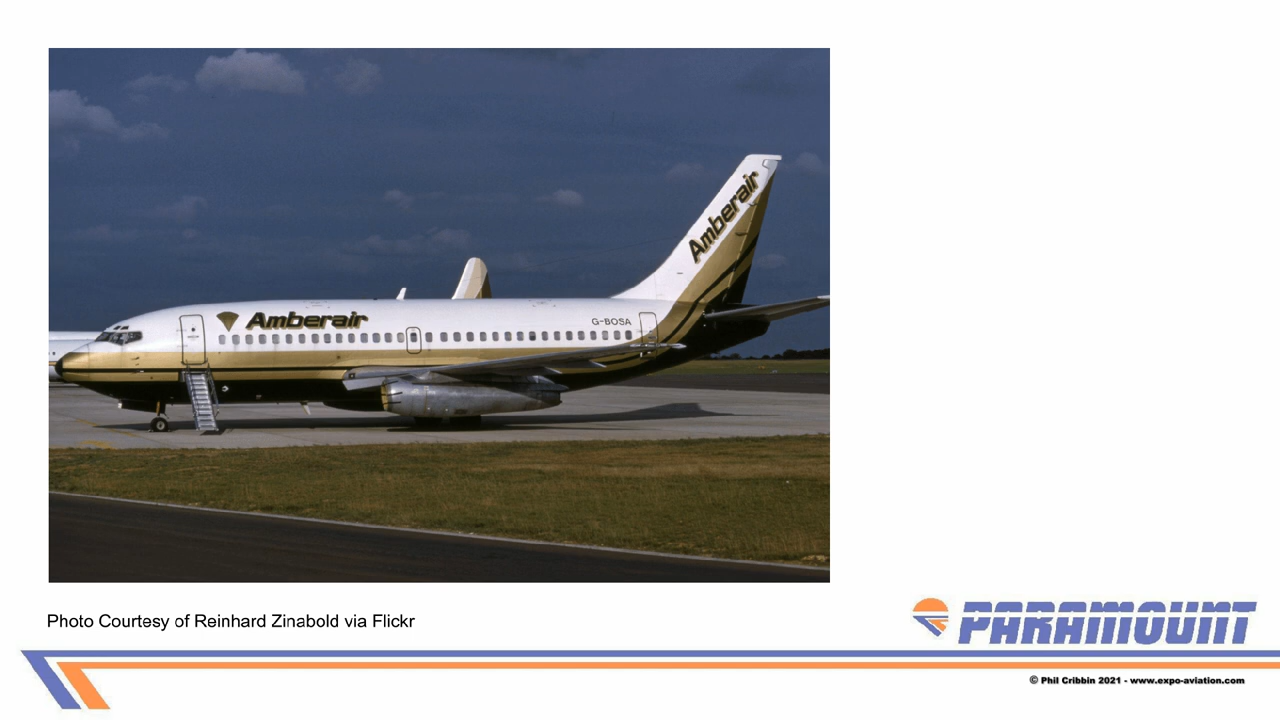 Amberair
Amberair
G-BOSA
Photo Courtesy of Reinhard Zinabold via Flickr
PARAMOUNT
© Phil Cribbin 2021 - www.expo-aviation.com